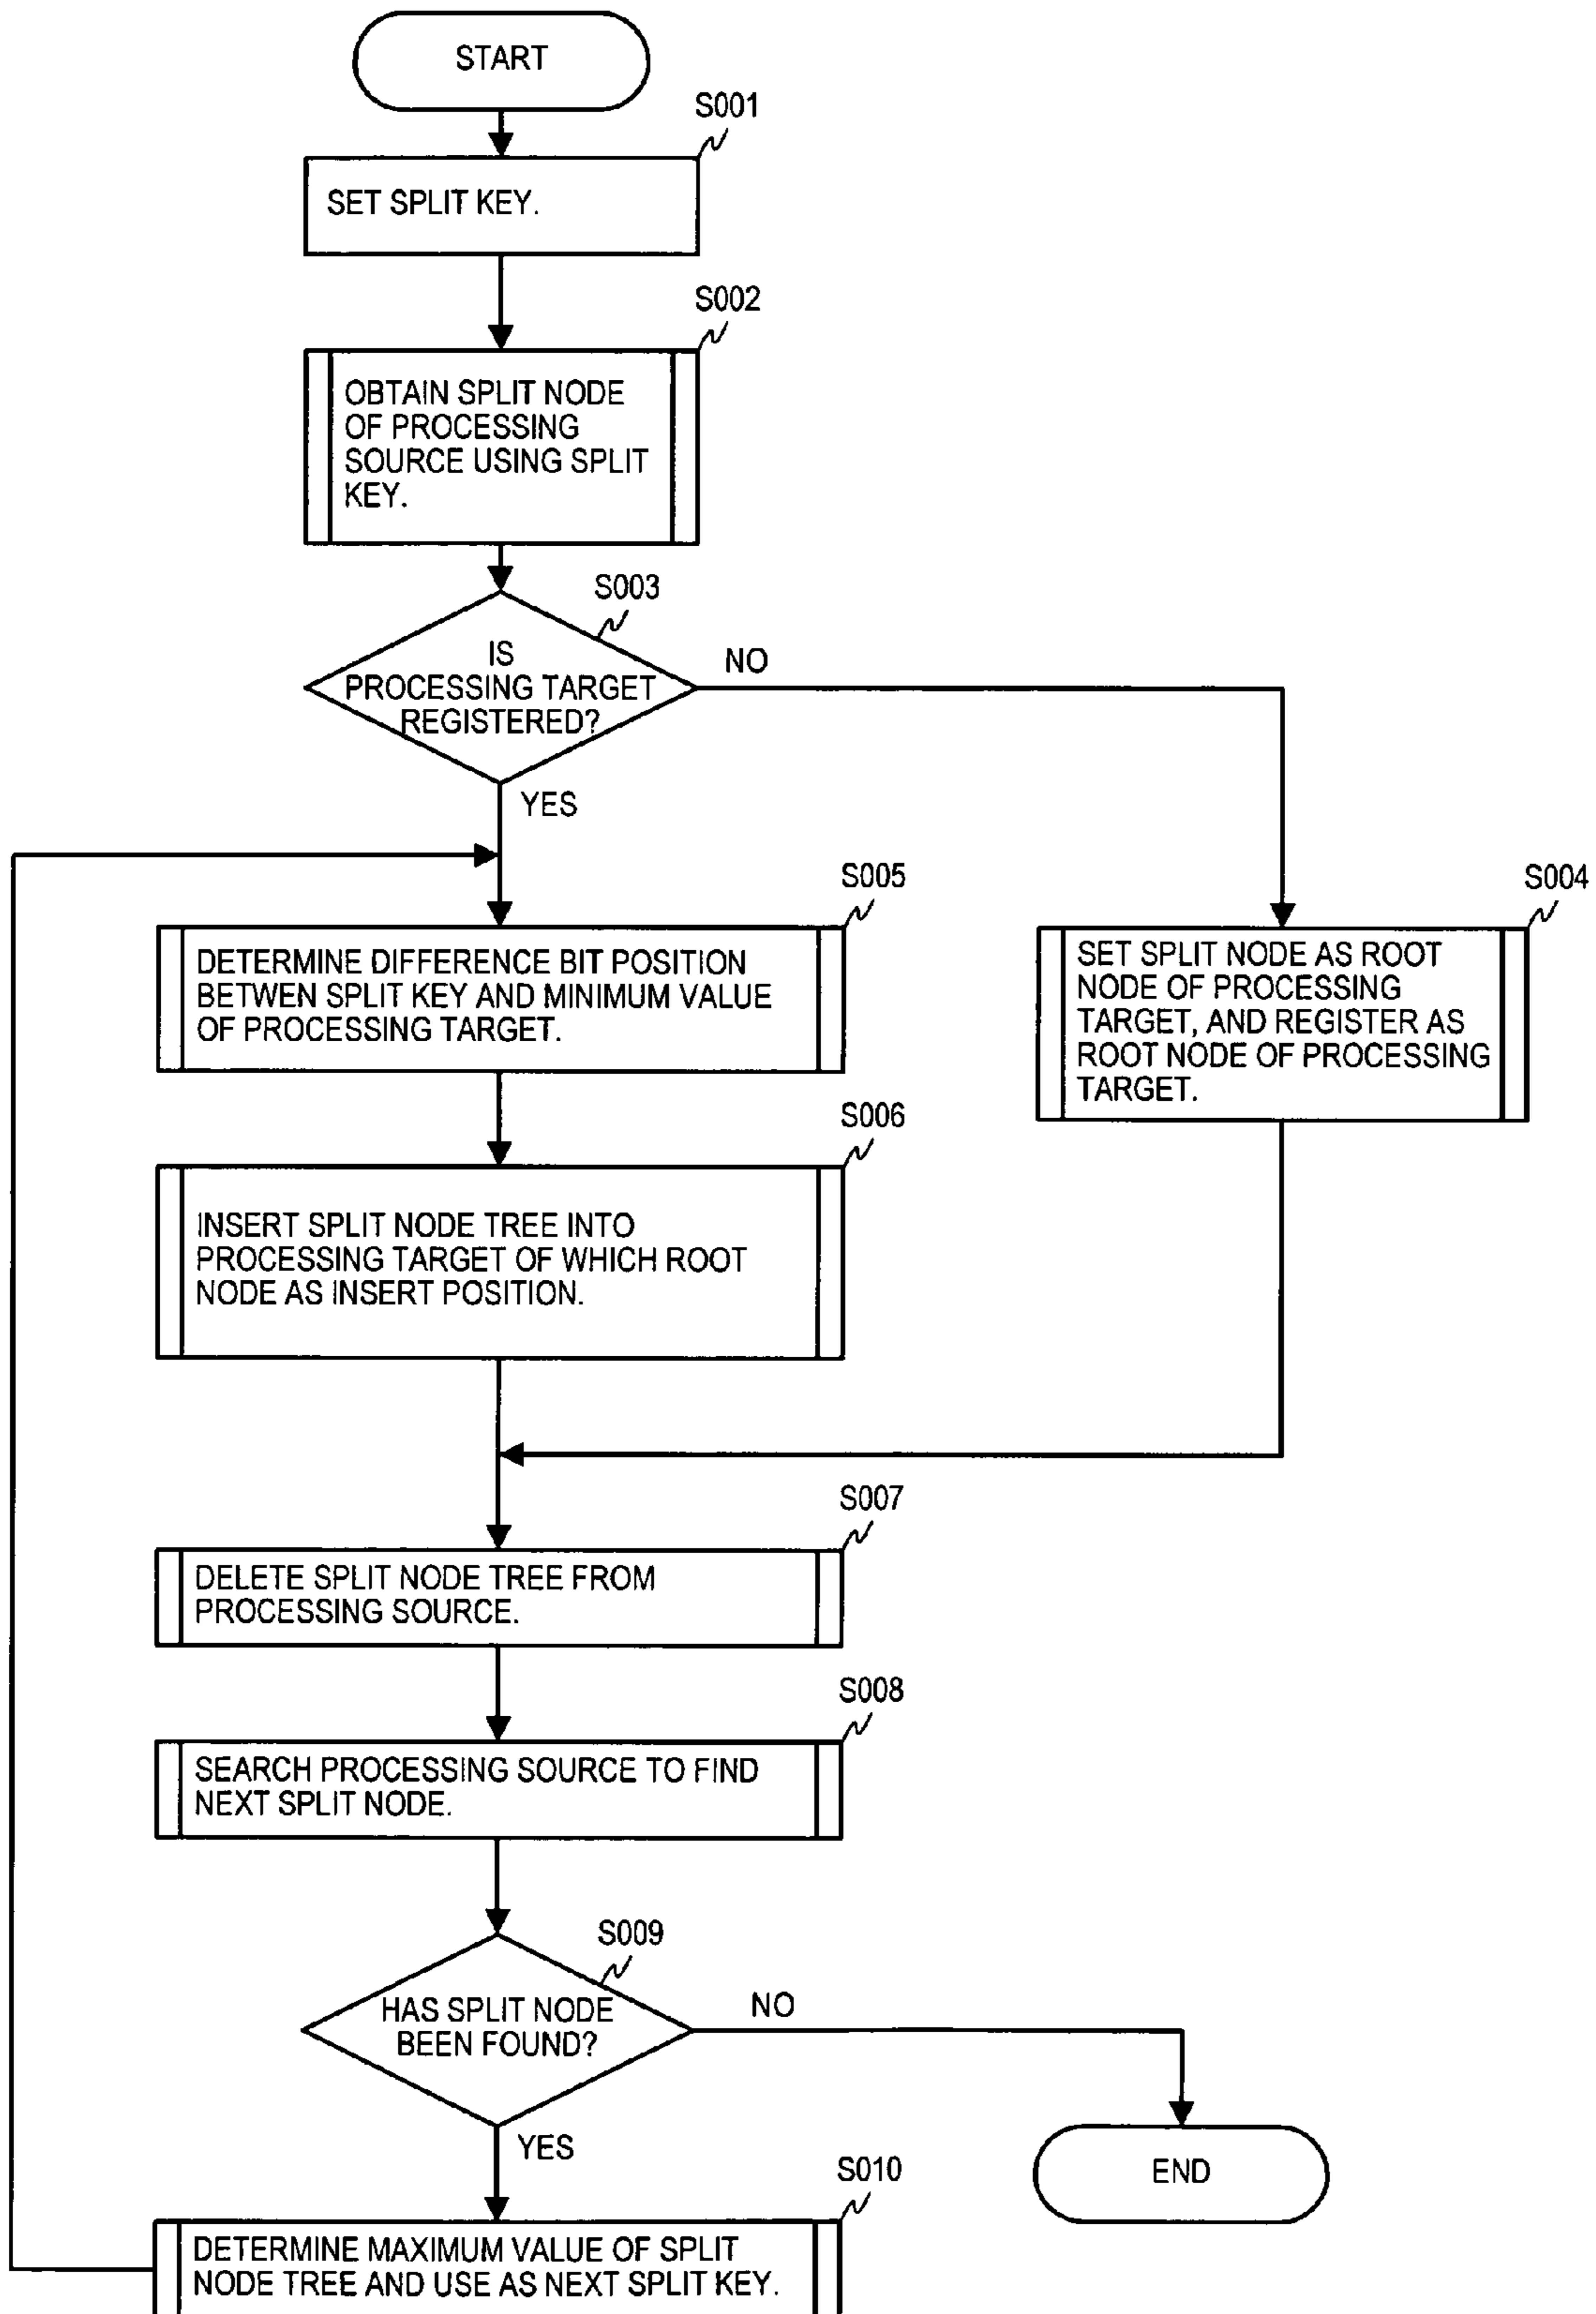 START
S001
SET SPLIT KEY.
S002
OBTAIN SPLIT NODE
OF PROCESSING
SOURCE USING SPLIT
KEY.
S003
IS
PROCESSING TARGET
REGISTERED?
NO
YES
S005
DETERMINE DIFFERENCE BIT POSITION
BETWEN SPLIT KEY AND MINIMUM VALUE
OF PROCESSING TARGET.
S004
SET SPLIT NODE AS ROOT
NODE OF PROCESSING
TARGET, AND REGISTER AS
ROOT NODE OF PROCESSING
TARGET.
S006
INSERT SPLIT NODE TREE INTO
PROCESSING TARGET OF WHICH ROOT
NODE AS INSERT POSITION.
S007
DELETE SPLIT NODE TREE FROM
PROCESSING SOURCE.
S008
SEARCH PROCESSING SOURCE TO FIND
NEXT SPLIT NODE.
S009
HAS SPLIT NODE
BEEN FOUND?
NO
YES
END
S010
DETERMINE MAXIMUM VALUE OF SPLIT
NODE TREE AND USE AS NEXT SPLIT KEY.